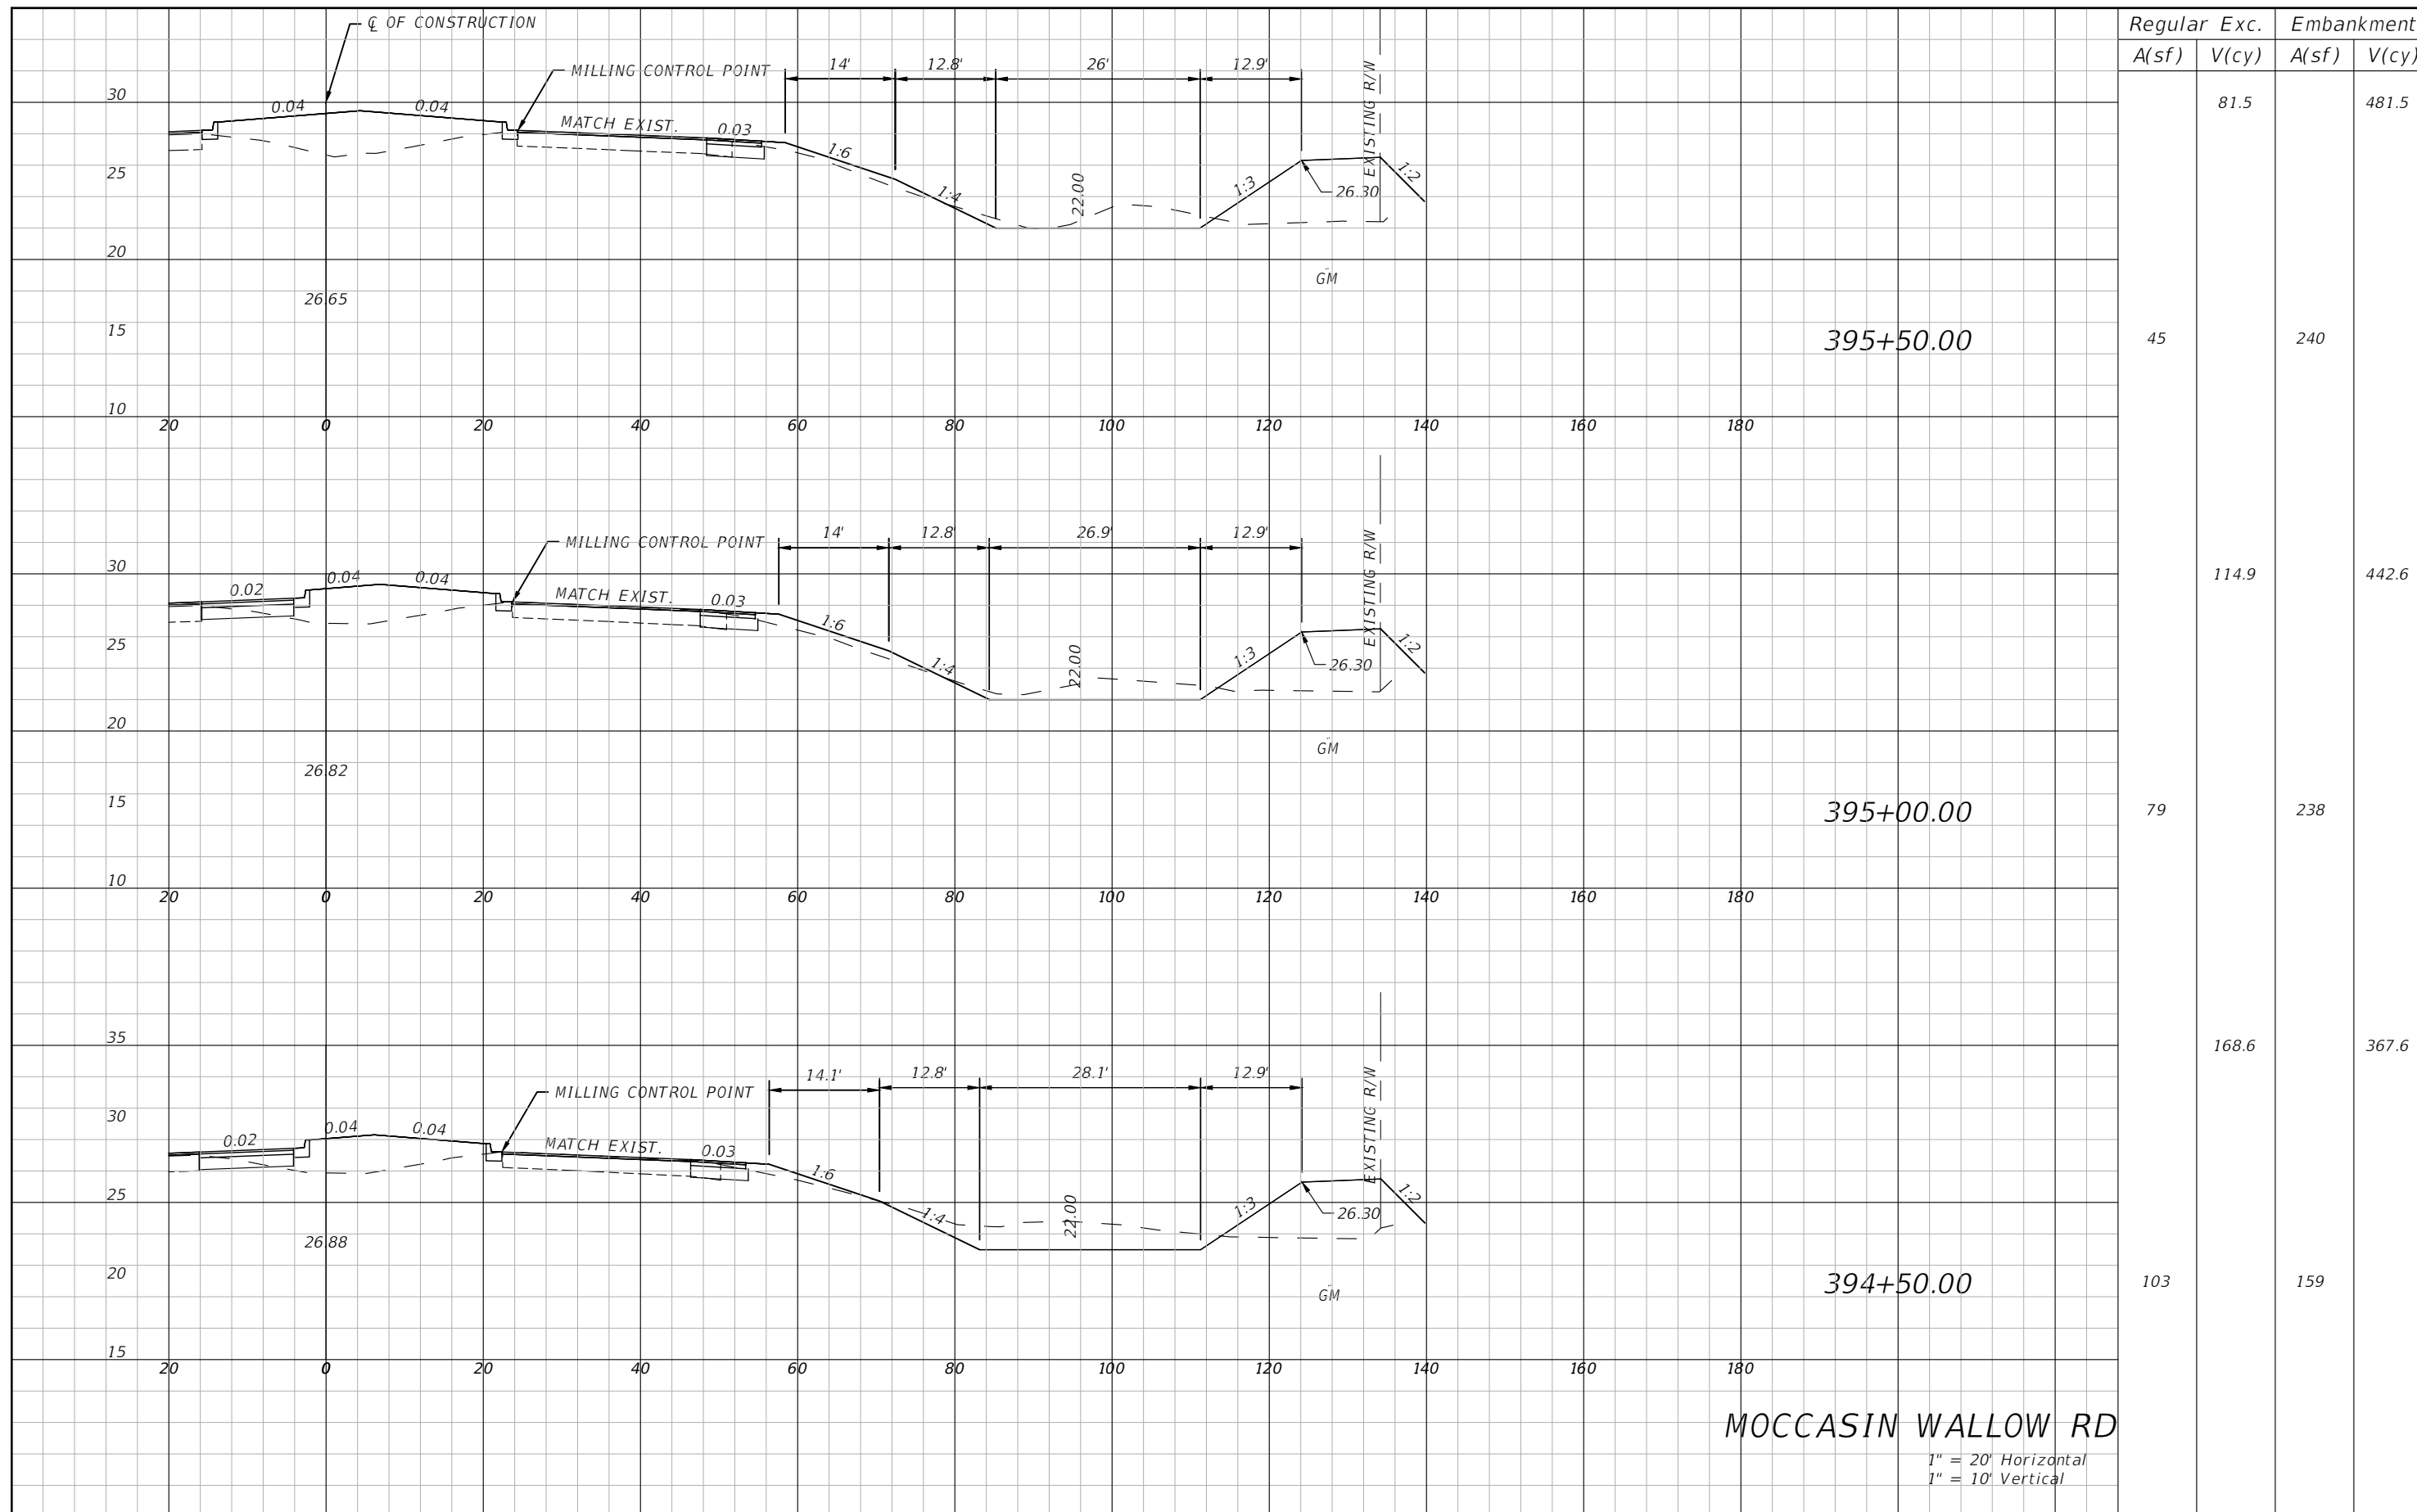 Regular Exc. Embankment
A(sf) V(cy) A(sf) V(cy)
℄ OF CONSTRUCTION
MILLING CONTROL POINT
14' 12.8' 26' 12.9'
EXISTING R/W
30
0.04 0.04
MATCH EXIST. 0.03
81.5 481.5
1:6
25
1:4
22.00
1:3
26.30
1:2
20
GM
26.65
15
395+50.00
45 240
10
20 0 20 40 60 80 100 120 140 160 180
MILLING CONTROL POINT
14' 12.8' 26.9' 12.9'
EXISTING R/W
30
0.02 0.04 0.04
MATCH EXIST. 0.03
114.9 442.6
1:6
25
1:4
22.00
1:3
26.30
1:2
20
GM
26.82
15
395+00.00
79 238
10
20 0 20 40 60 80 100 120 140 160 180
35
168.6 367.6
MILLING CONTROL POINT
14.1' 12.8' 28.1' 12.9'
EXISTING R/W
30
0.02 0.04 0.04
MATCH EXIST. 0.03
1:6
25
1:4
22.00
1:3
26.30
1:2
26.88
20
GM
394+50.00
103 159
15
20 0 20 40 60 80 100 120 140 160 180
MOCCASIN WALLOW RD
1" = 20' Horizontal
1" = 10' Vertical